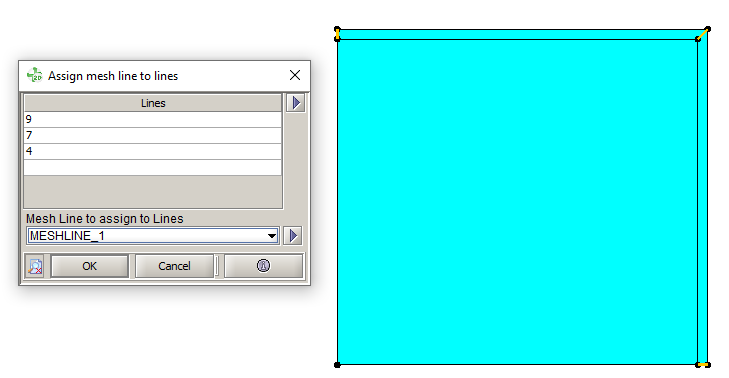 Assign mesh line to lines
Lines
9
7
4
Mesh Line to assign to Lines
MESHLINE_1
OK
Cancel